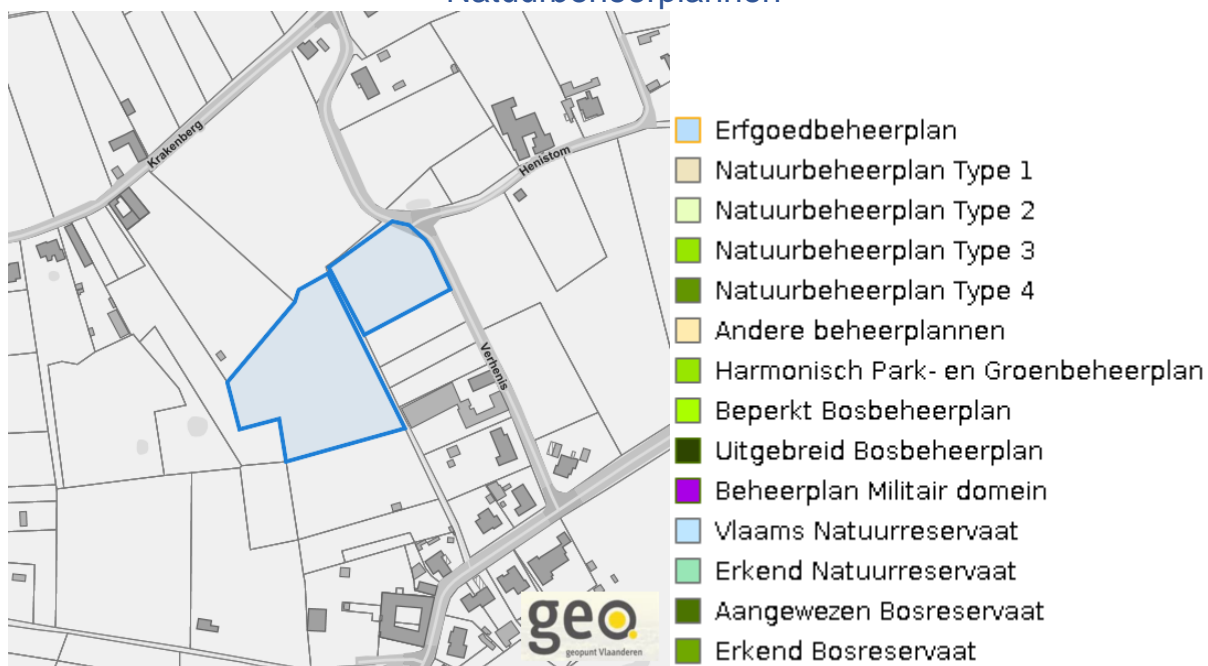 Natuurbeheerplannen
Krakenberg
Henistom
Verhenis
geo
geopunt Vlaanderen
Erfgoedbeheerplan
Natuurbeheerplan Type 1
Natuurbeheerplan Type 2
Natuurbeheerplan Type 3
Natuurbeheerplan Type 4
Andere beheerplannen
Harmonisch Park- en Groenbeheerplan
Beperkt Bosbeheerplan
Uitgebreid Bosbeheerplan
Beheerplan Militair domein
Vlaams Natuurreservaat
Erkend Natuurreservaat
Aangewezen Bosreservaat
Erkend Bosreservaat